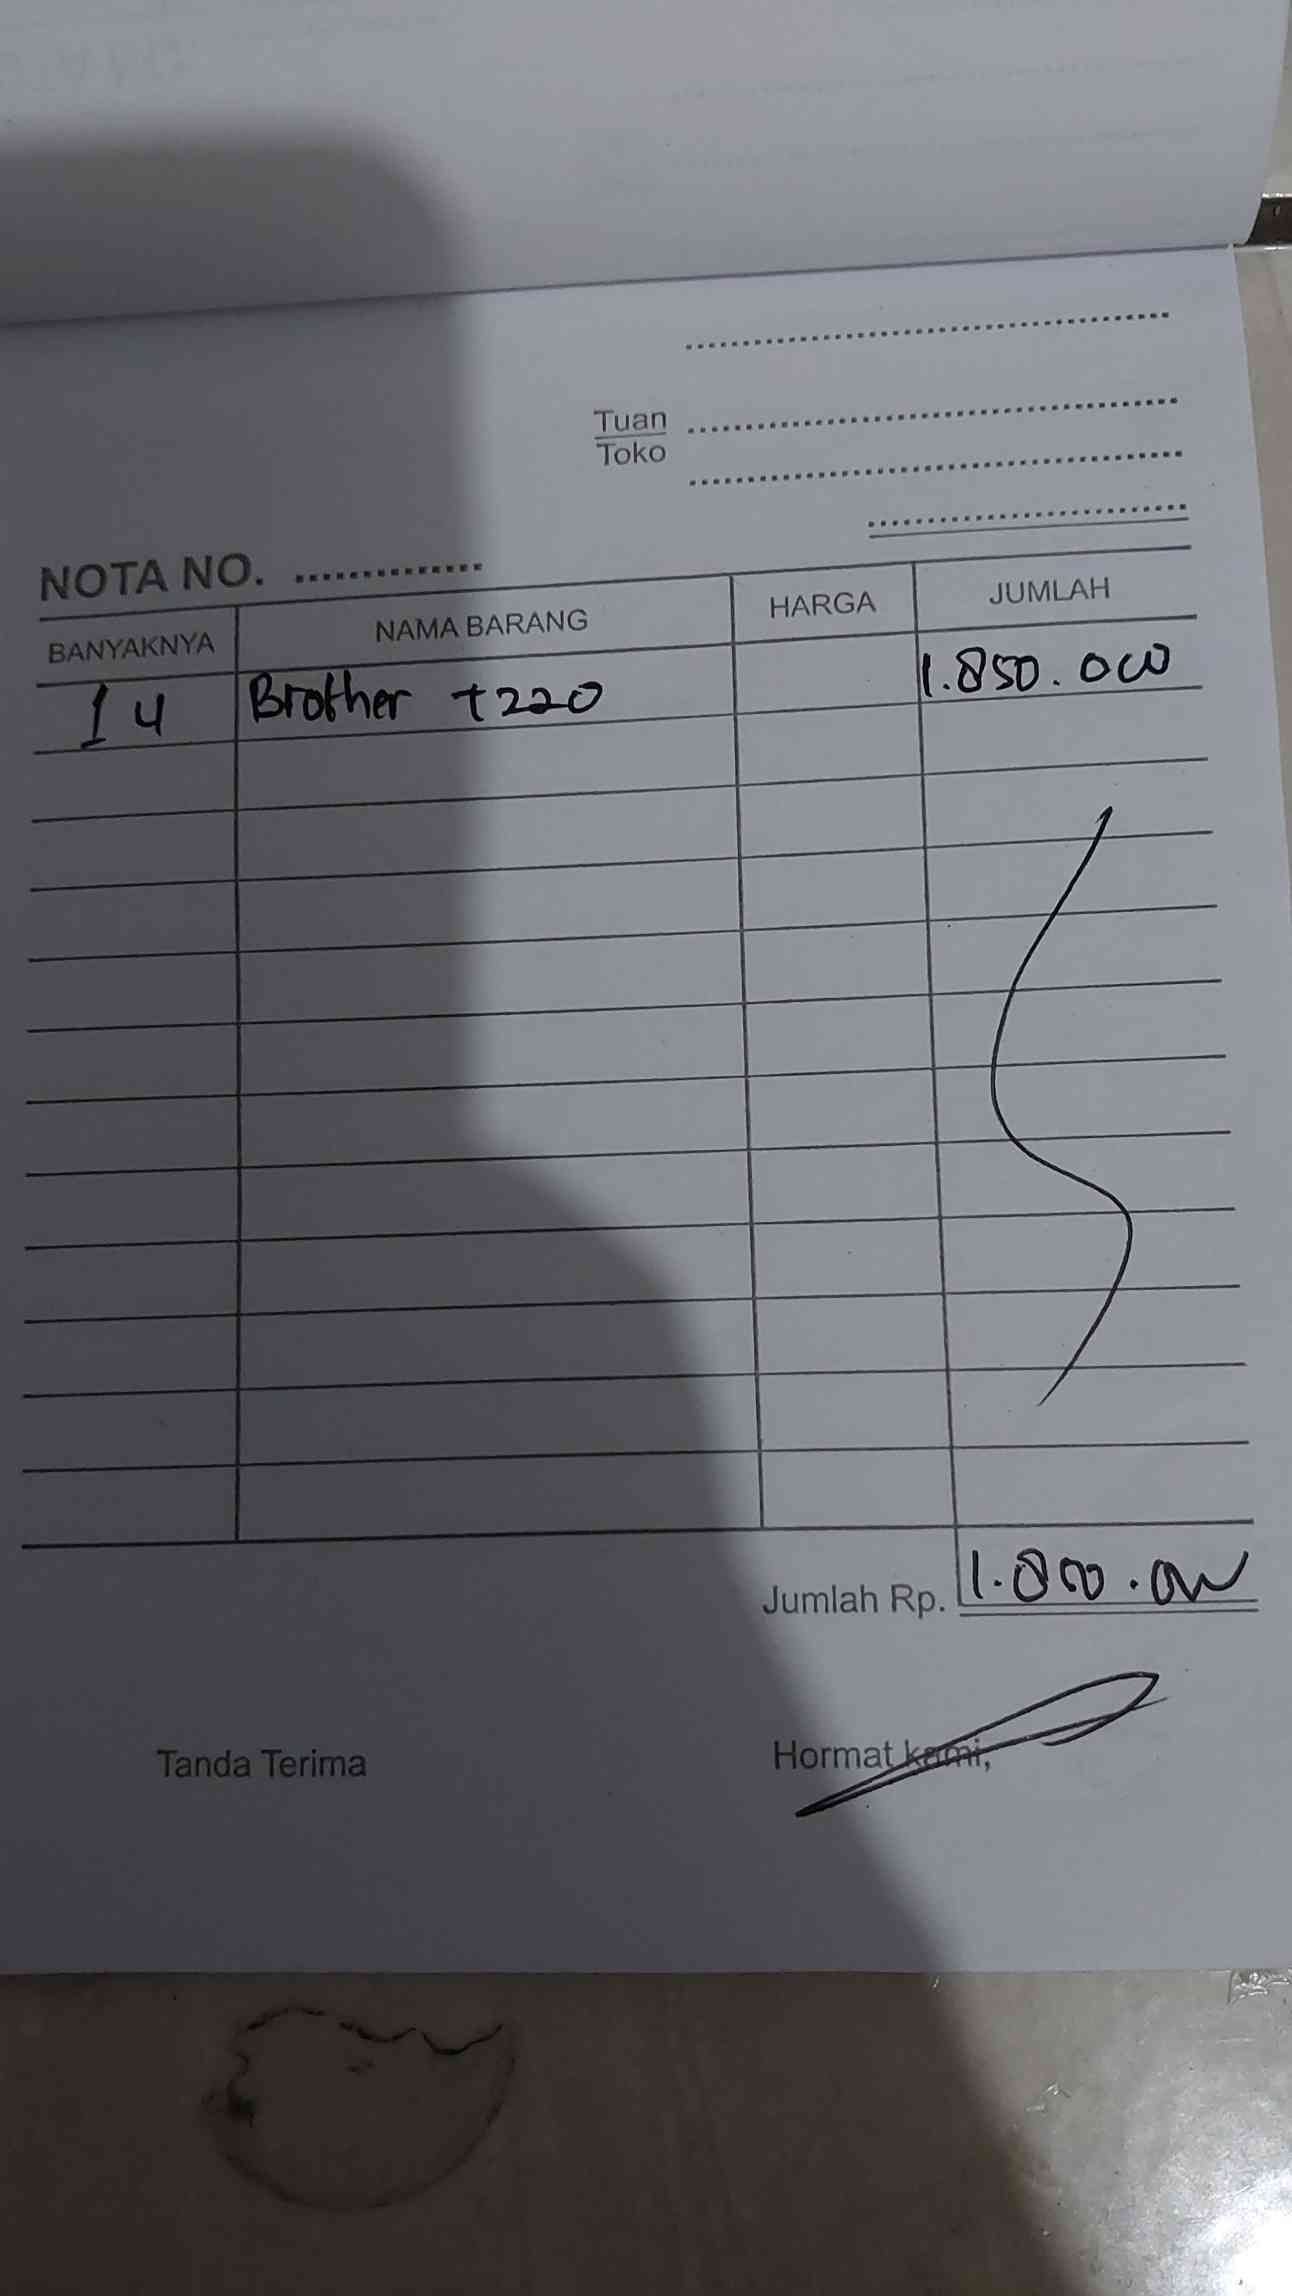 Tuan
Toko
NOTA NO.
BANYAKNYA NAMA BARANG HARGA JUMLAH
1 u Brother t220 1.850.000
Jumlah Rp. 1.800.000
Tanda Terima Hormat kami,